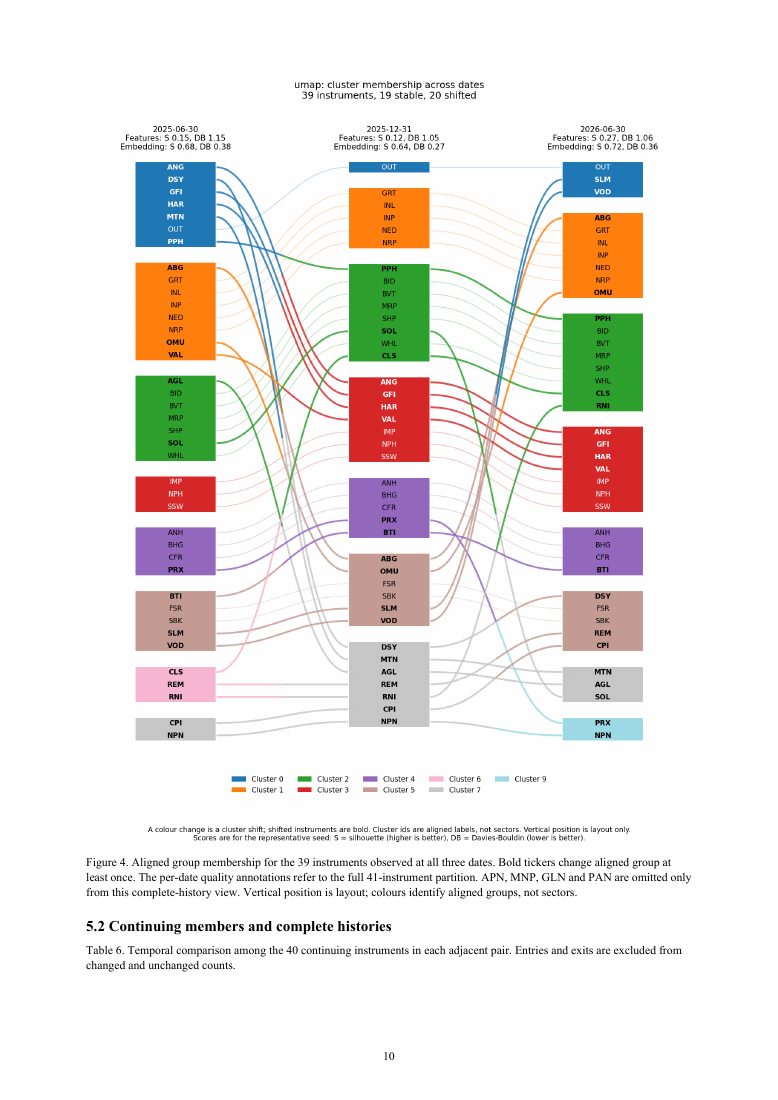 umap: cluster membership across dates
39 instruments, 19 stable, 20 shifted
2025-06-30
Features: S 0.15, DB 1.15
Embedding: S 0.68, DB 0.38
2025-12-31
Features: S 0.12, DB 1.05
Embedding: S 0.64, DB 0.27
2026-06-30
Features: S 0.27, DB 1.06
Embedding: S 0.72, DB 0.36
ANG
DSY
GFI
HAR
MTN
OUT
PPH
ABG
GRT
INL
INP
NED
NRP
OMU
VAL
AGL
BID
BVT
MRP
SHP
SOL
WHL
IMP
NPH
SSW
ANH
BHG
CFR
PRX
BTI
FSR
SBK
SLM
VOD
CLS
REM
RNI
CPI
NPN
OUT
GRT
INL
INP
NED
NRP
PPH
BID
BVT
MRP
SHP
SOL
WHL
CLS
ANG
GFI
HAR
VAL
IMP
NPH
SSW
ANH
BHG
CFR
PRX
BTI
ABG
OMU
FSR
SBK
SLM
VOD
DSY
MTN
AGL
REM
RNI
CPI
NPN
OUT
SLM
VOD
ABG
GRT
INL
INP
NED
NRP
OMU
PPH
BID
BVT
MRP
SHP
WHL
CLS
RNI
ANG
GFI
HAR
VAL
IMP
NPH
SSW
ANH
BHG
CFR
BTI
DSY
FSR
SBK
REM
CPI
MTN
AGL
SOL
PRX
NPN
Cluster 0
Cluster 1
Cluster 2
Cluster 3
Cluster 4
Cluster 5
Cluster 6
Cluster 7
Cluster 9
A colour change is a cluster shift; shifted instruments are bold. Cluster ids are aligned labels, not sectors. Vertical position is layout only.
Scores are for the representative seed: S = silhouette (higher is better), DB = Davies-Bouldin (lower is better).
Figure 4. Aligned group membership for the 39 instruments observed at all three dates. Bold tickers change aligned group at
least once. The per-date quality annotations refer to the full 41-instrument partition. APN, MNP, GLN and PAN are omitted only
from this complete-history view. Vertical position is layout; colours identify aligned groups, not sectors.
5.2 Continuing members and complete histories
Table 6. Temporal comparison among the 40 continuing instruments in each adjacent pair. Entries and exits are excluded from
changed and unchanged counts.
10